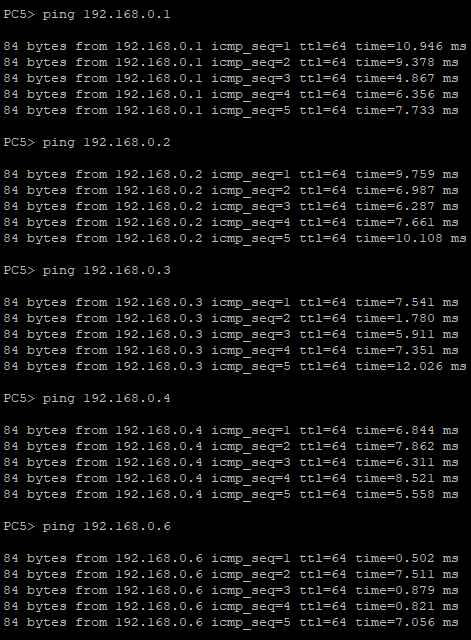 PC5> ping 192.168.0.1
84 bytes from 192.168.0.1 icmp_seq=1 ttl=64 time=10.946 ms
84 bytes from 192.168.0.1 icmp_seq=2 ttl=64 time=9.378 ms
84 bytes from 192.168.0.1 icmp_seq=3 ttl=64 time=4.867 ms
84 bytes from 192.168.0.1 icmp_seq=4 ttl=64 time=6.356 ms
84 bytes from 192.168.0.1 icmp_seq=5 ttl=64 time=7.733 ms
PC5> ping 192.168.0.2
84 bytes from 192.168.0.2 icmp_seq=1 ttl=64 time=9.759 ms
84 bytes from 192.168.0.2 icmp_seq=2 ttl=64 time=6.987 ms
84 bytes from 192.168.0.2 icmp_seq=3 ttl=64 time=6.287 ms
84 bytes from 192.168.0.2 icmp_seq=4 ttl=64 time=7.661 ms
84 bytes from 192.168.0.2 icmp_seq=5 ttl=64 time=10.108 ms
PC5> ping 192.168.0.3
84 bytes from 192.168.0.3 icmp_seq=1 ttl=64 time=7.541 ms
84 bytes from 192.168.0.3 icmp_seq=2 ttl=64 time=1.780 ms
84 bytes from 192.168.0.3 icmp_seq=3 ttl=64 time=5.911 ms
84 bytes from 192.168.0.3 icmp_seq=4 ttl=64 time=7.351 ms
84 bytes from 192.168.0.3 icmp_seq=5 ttl=64 time=12.026 ms
PC5> ping 192.168.0.4
84 bytes from 192.168.0.4 icmp_seq=1 ttl=64 time=6.844 ms
84 bytes from 192.168.0.4 icmp_seq=2 ttl=64 time=7.862 ms
84 bytes from 192.168.0.4 icmp_seq=3 ttl=64 time=6.311 ms
84 bytes from 192.168.0.4 icmp_seq=4 ttl=64 time=8.521 ms
84 bytes from 192.168.0.4 icmp_seq=5 ttl=64 time=5.558 ms
PC5> ping 192.168.0.6
84 bytes from 192.168.0.6 icmp_seq=1 ttl=64 time=0.502 ms
84 bytes from 192.168.0.6 icmp_seq=2 ttl=64 time=7.511 ms
84 bytes from 192.168.0.6 icmp_seq=3 ttl=64 time=0.879 ms
84 bytes from 192.168.0.6 icmp_seq=4 ttl=64 time=0.821 ms
84 bytes from 192.168.0.6 icmp_seq=5 ttl=64 time=7.056 ms